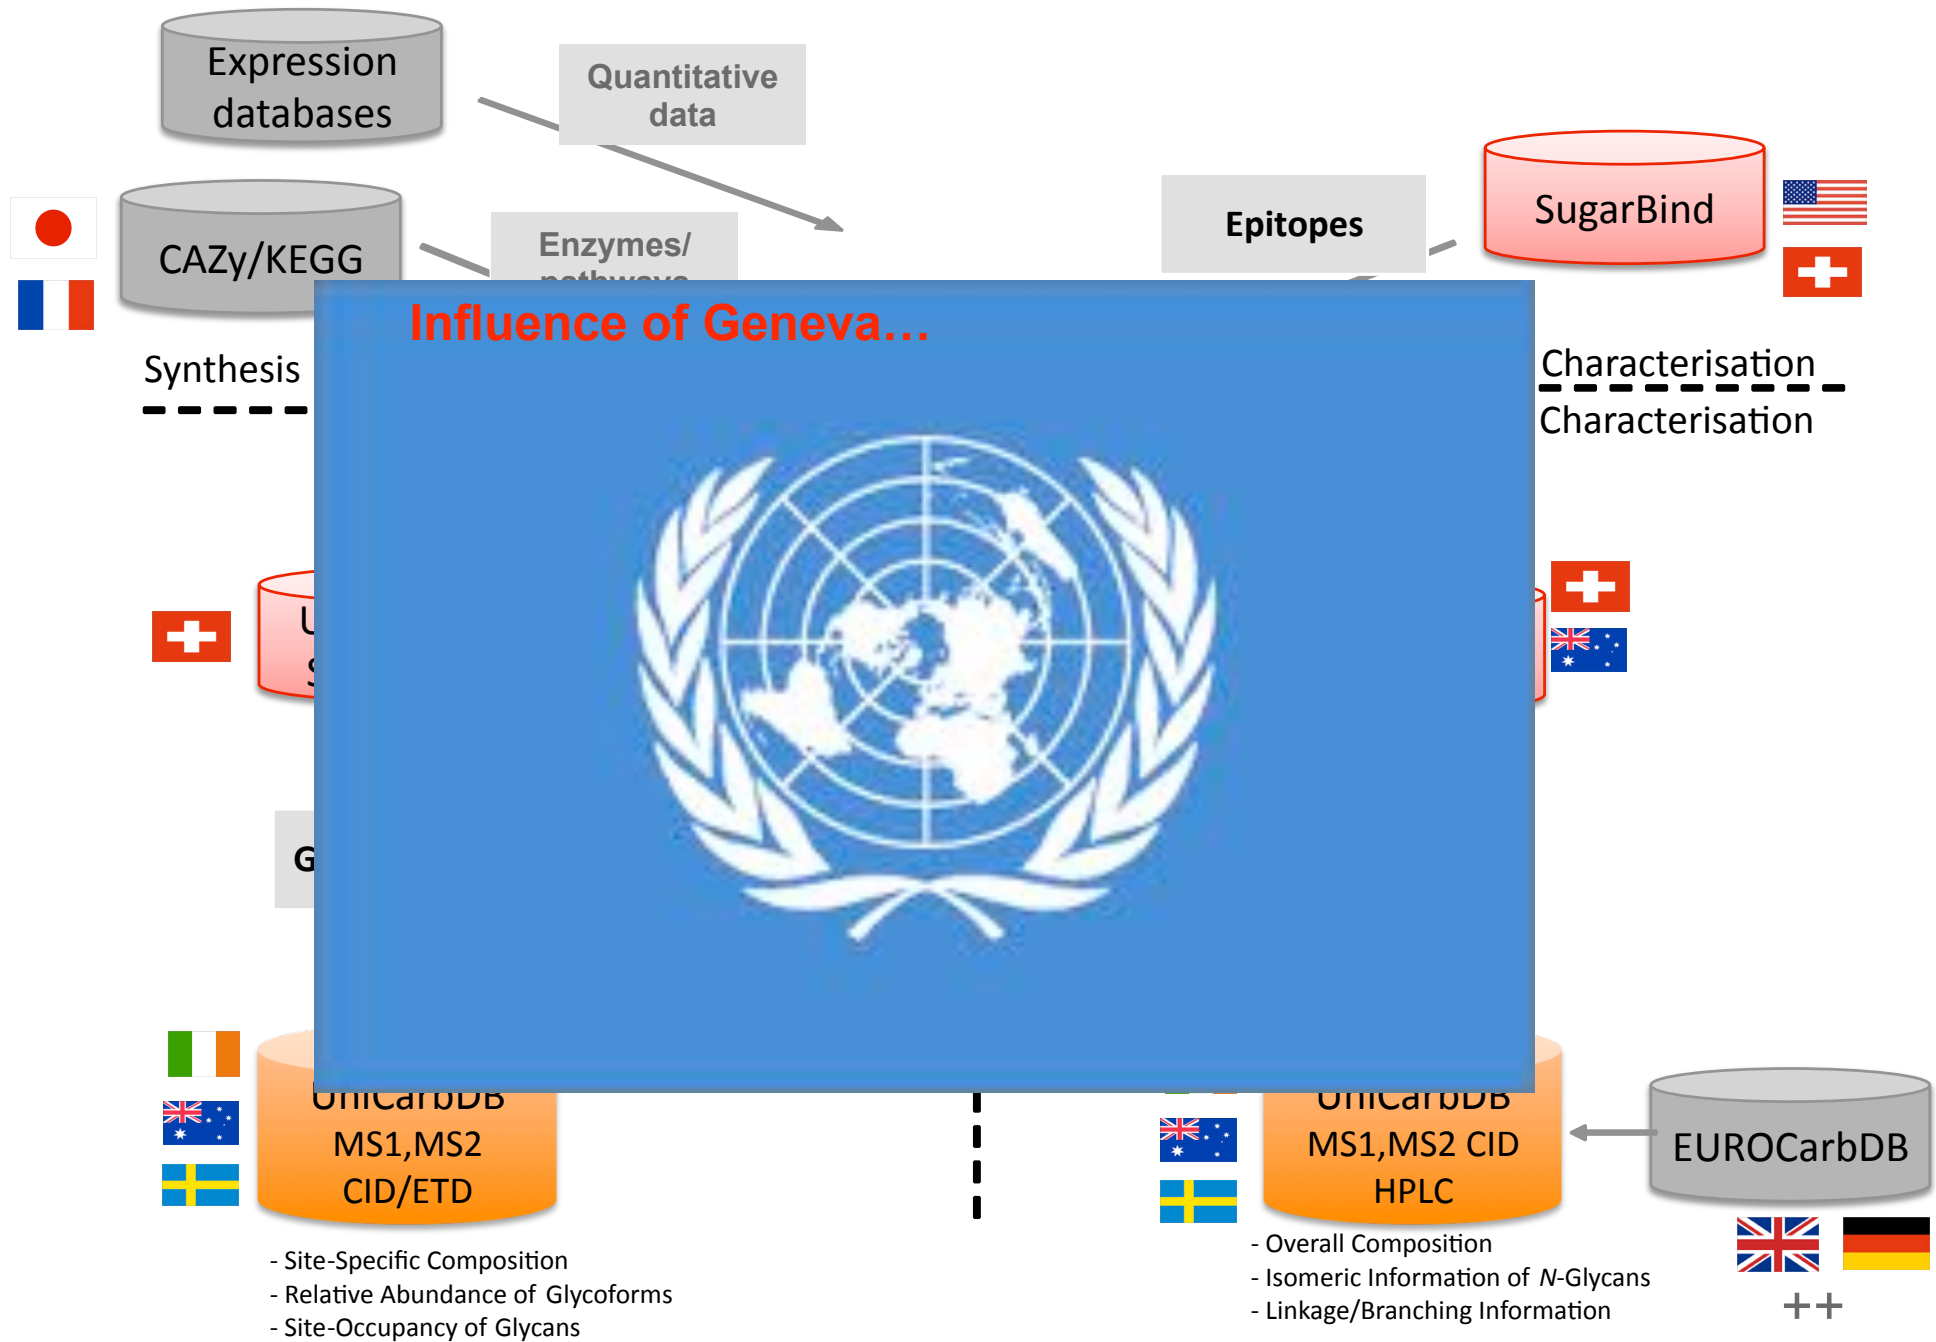 Expression
databases
Quantitative
data
SugarBind
Epitopes
CAZy/KEGG
Enzymes/
pathways
Influence of Geneva...
Synthesis
Characterisation
Characterisation
UniCarbDB
MS1,MS2
CID/ETD
UniCarbDB
MS1,MS2 CID
HPLC
EUROCarbDB
- Site-Specific Composition
- Relative Abundance of Glycoforms
- Site-Occupancy of Glycans
- Overall Composition
- Isomeric Information of N-Glycans
- Linkage/Branching Information
++